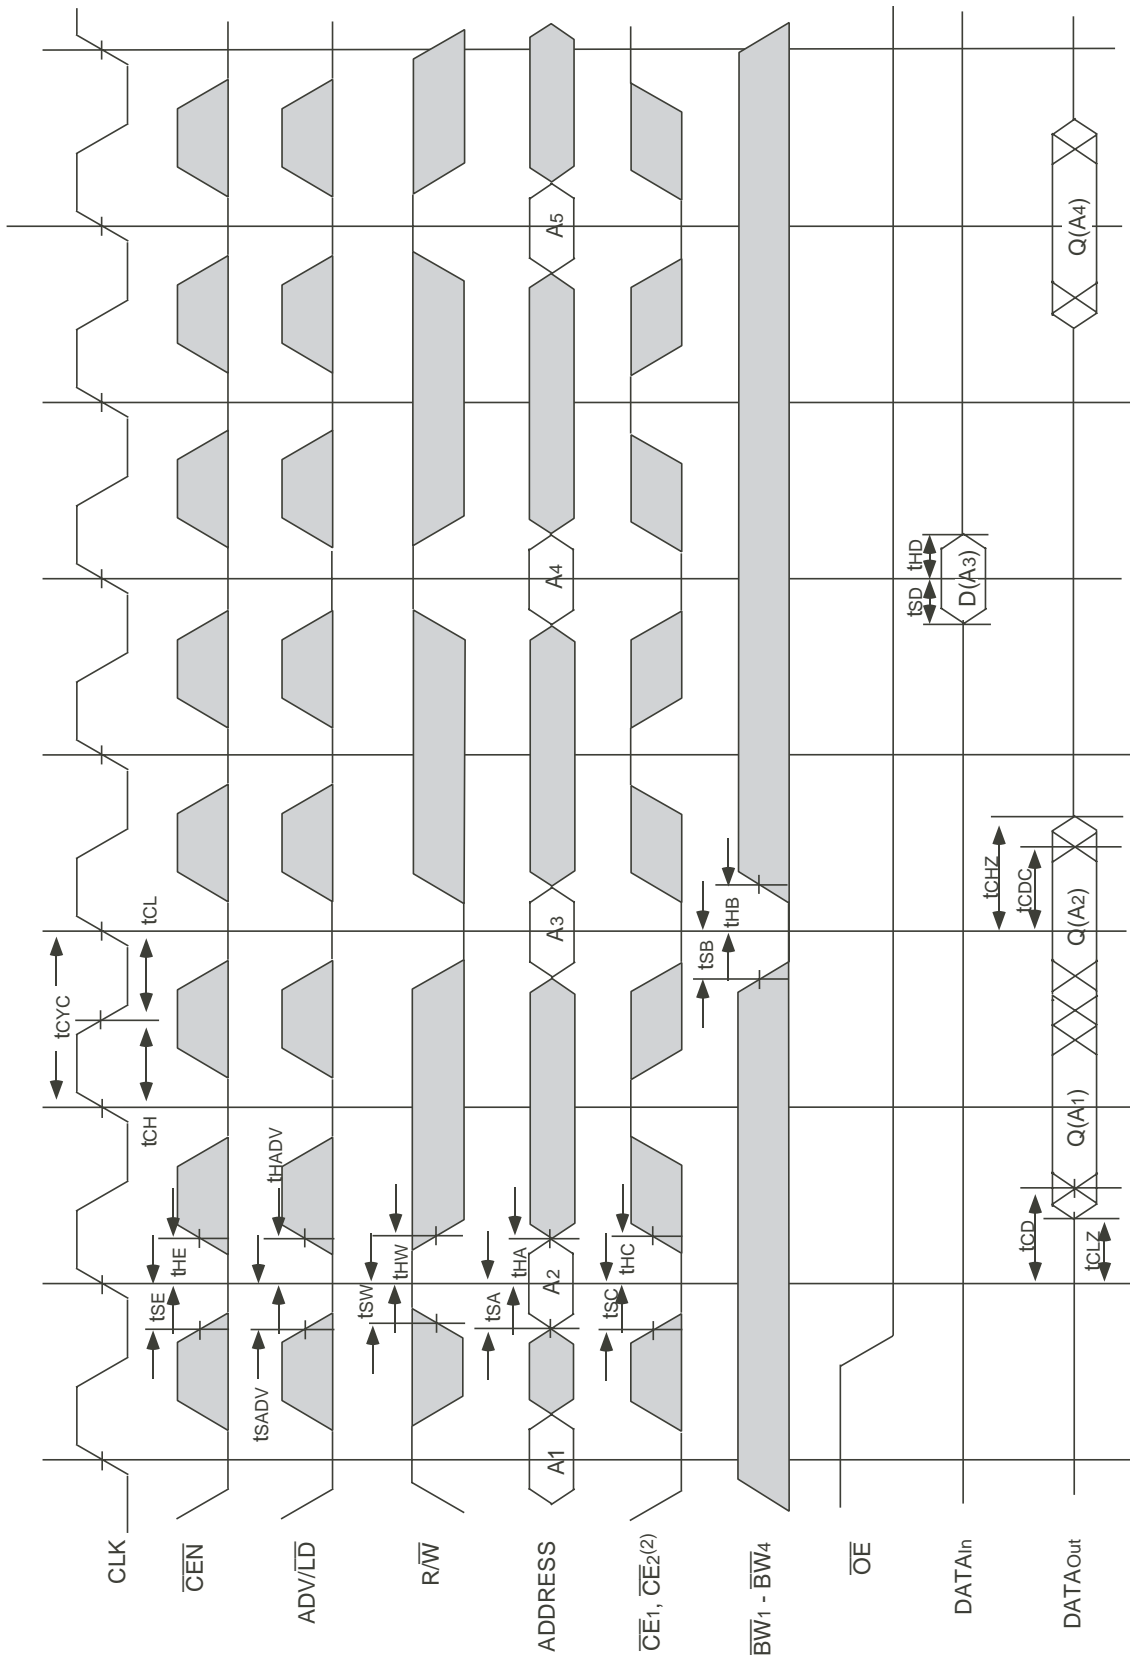 CLK
tCYC
tCH
tCL
CEN
tSE
tHE
ADV/LD
tSADV
tHADV
R/W
tSW
tHW
ADDRESS
A1
A2
A3
A4
A5
tSA
tHA
CE1, CE2(2)
tSC
tHC
BW1 - BW4
tSB
tHB
OE
DATAIn
D(A3)
tSD
tHD
DATAOut
tCD
tCLZ
Q(A1)
Q(A2)
tCHZ
tCDC
Q(A4)